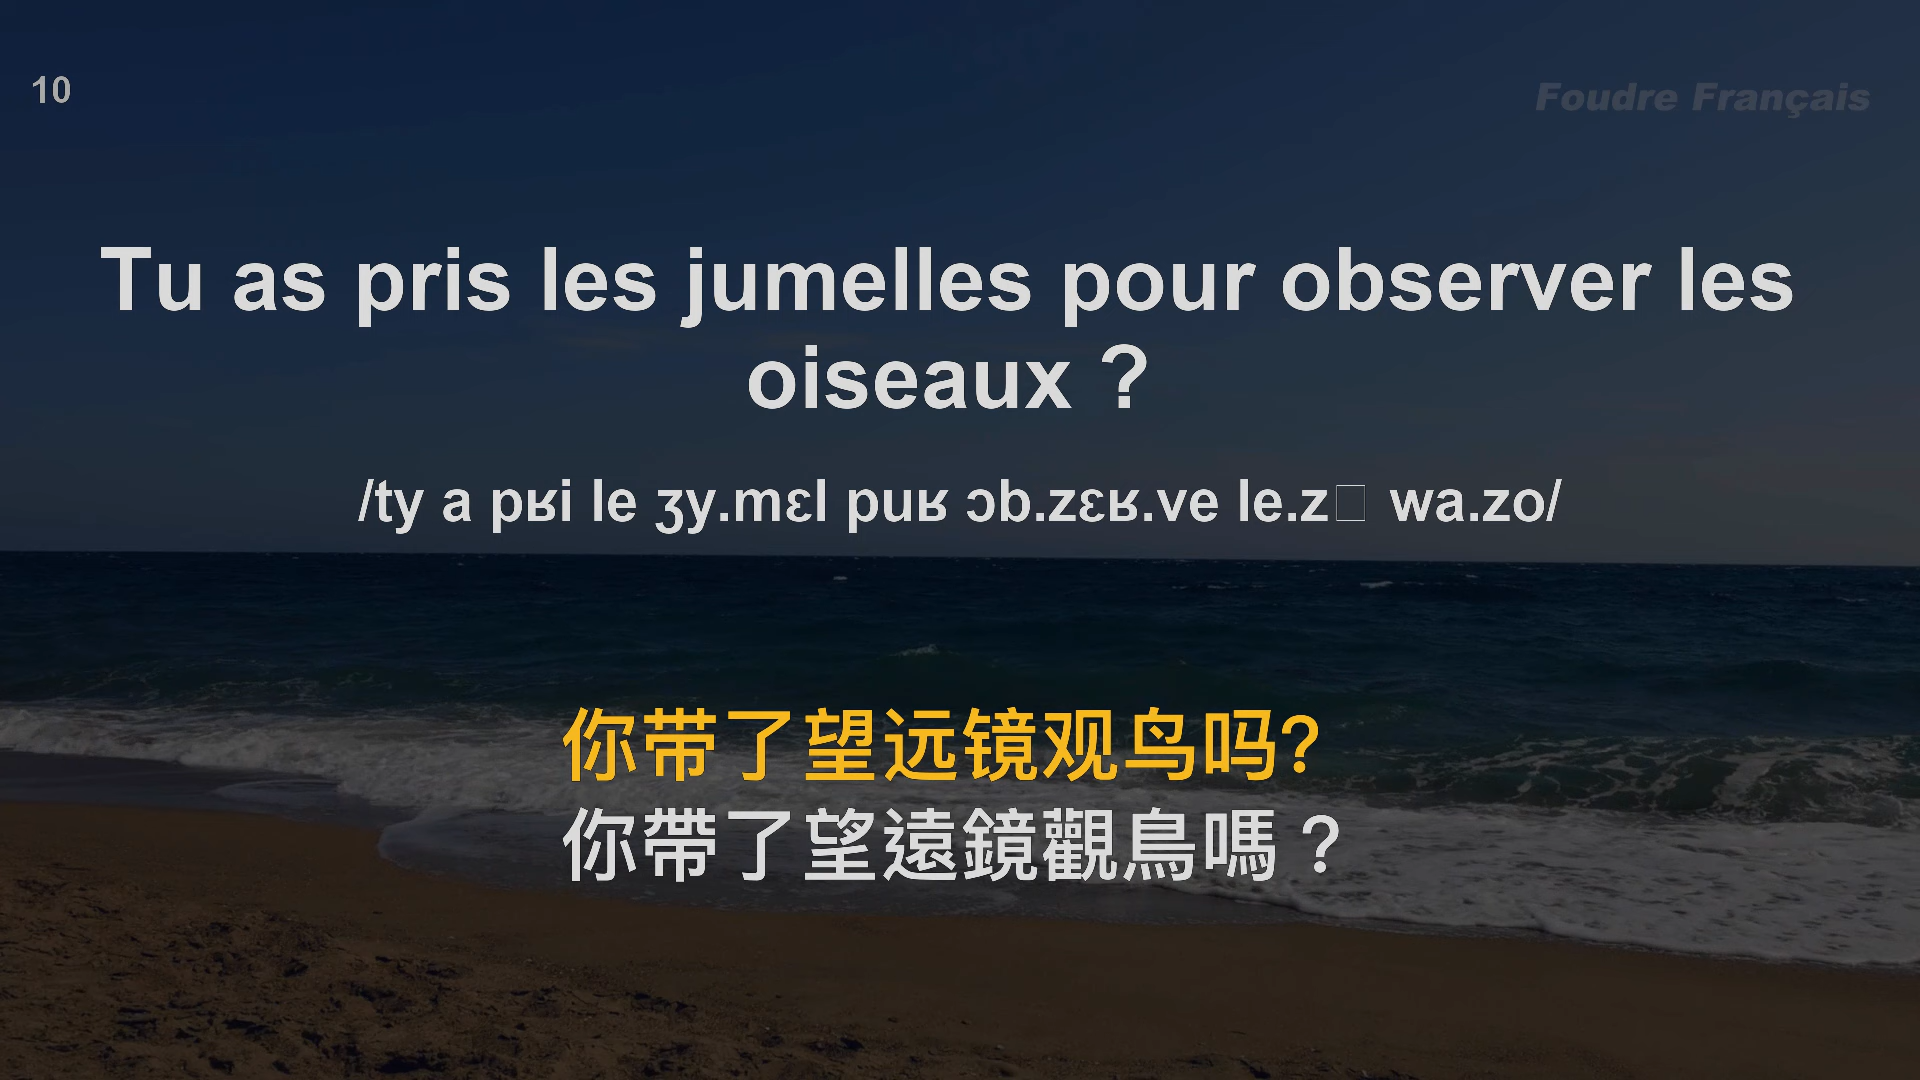 10
Foudre Français
Tu as pris les jumelles pour observer les
oiseaux ?
/ty a pʁi le ʒy.mɛl puʁ ɔb.zɛʁ.ve le.z□ wa.zo/
你带了望远镜观鸟吗?
你帶了望遠鏡觀鳥嗎？